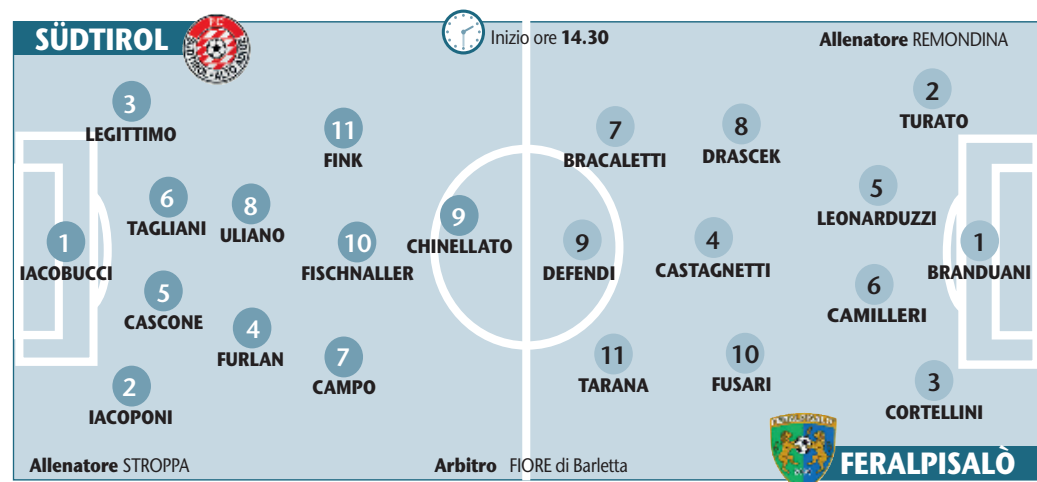 SÜDTIROL
Inizio ore 14.30
Allenatore REMONDINA
3
LEGITTIMO
11
FINK
6
TAGLIANI
8
ULIANO
1
IACOBUCCI
10
FISCHNALLER
9
CHINELLATO
5
CASCONE
4
FURLAN
7
CAMPO
2
IACOPONI
7
BRACALETTI
8
DRASCEK
2
TURATO
5
LEONARDUZZI
9
DEFENDI
4
CASTAGNETTI
1
BRANDUANI
6
CAMILLERI
11
TARANA
10
FUSARI
3
CORTELLINI
Allenatore STROPPA
Arbitro FIORE di Barletta
FERALPISALÒ